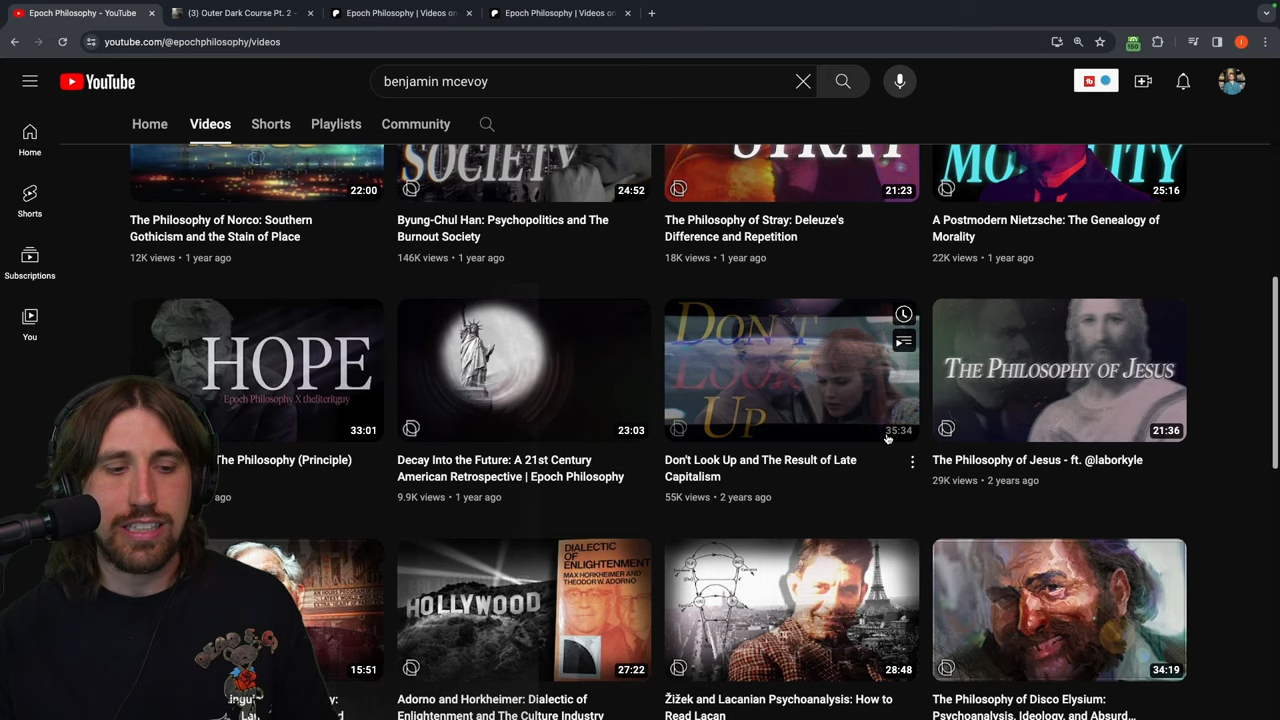 Epoch Philosophy - YouTube
(3) Outer Dark Course Pt. 2 -
Epoch Philosophy | Videos on
Epoch Philosophy | Videos on
youtube.com/@epochphilosophy/videos
150
YouTube
benjamin mcevoy
Home
Videos
Shorts
Playlists
Community
Home
Shorts
Subscriptions
You
SOCIETY
STRAY
MORALITY
22:00
24:52
21:23
25:16
The Philosophy of Norco: Southern
Gothicism and the Stain of Place
12K views • 1 year ago
Byung-Chul Han: Psychopolitics and The
Burnout Society
146K views • 1 year ago
The Philosophy of Stray: Deleuze's
Difference and Repetition
18K views • 1 year ago
A Postmodern Nietzsche: The Genealogy of
Morality
22K views • 1 year ago
HOPE
Epoch Philosophy X thelitcritguy
33:01
23:03
DON'T
LOOK
UP
35:34
THE PHILOSOPHY OF JESUS
21:36
The Philosophy (Principle)
ago
Decay Into the Future: A 21st Century
American Retrospective | Epoch Philosophy
9.9K views • 1 year ago
Don't Look Up and The Result of Late
Capitalism
55K views • 2 years ago
The Philosophy of Jesus - ft. @laborkyle
29K views • 2 years ago
15:51
HOLLYWOOD
DIALECTIC OF
ENLIGHTENMENT
MAX HORKHEIMER AND
THEODOR W. ADORNO
27:22
28:48
34:19
Adorno and Horkheimer: Dialectic of
Enlightenment and The Culture Industry
Žižek and Lacanian Psychoanalysis: How to
Read Lacan
The Philosophy of Disco Elysium:
Psychoanalysis, Ideology, and Absurd...